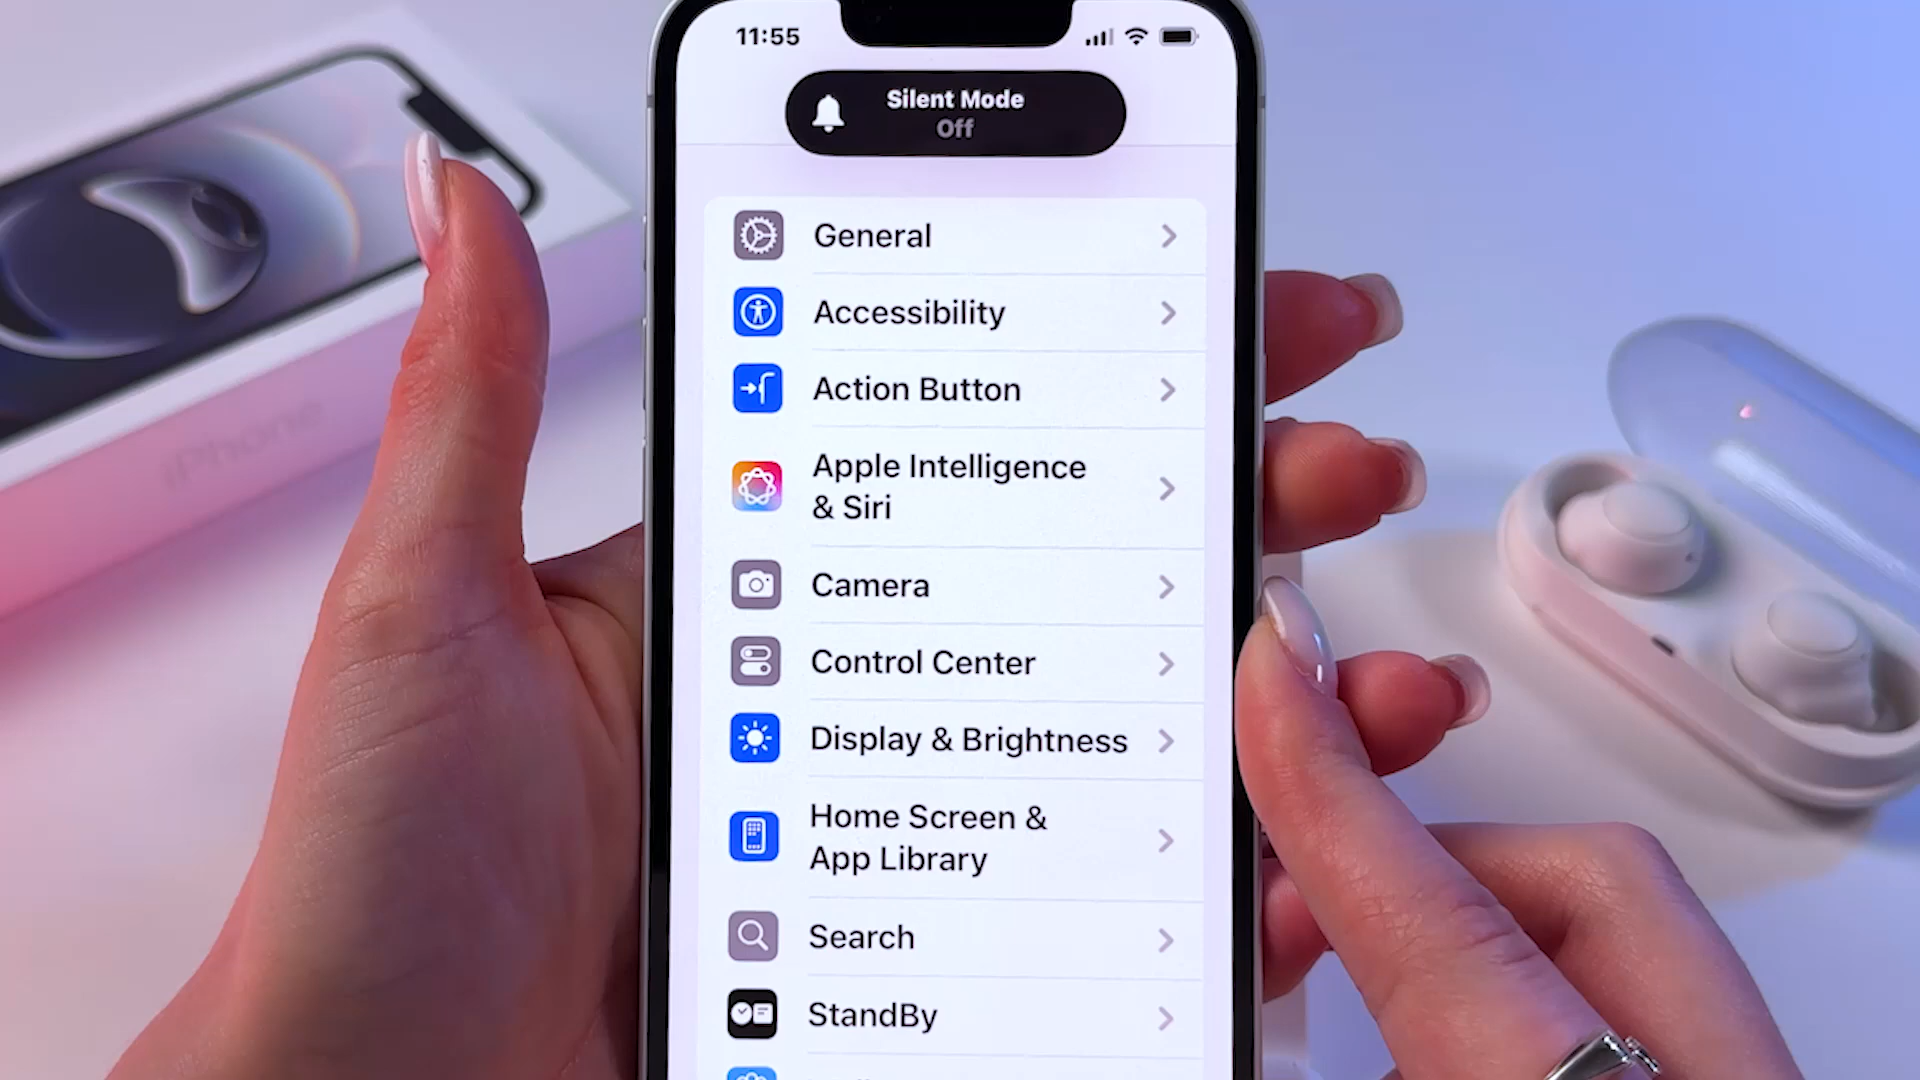 iPhone
11:55
Silent Mode
Off
General
Accessibility
Action Button
Apple Intelligence
& Siri
Camera
Control Center
Display & Brightness
Home Screen &
App Library
Search
StandBy